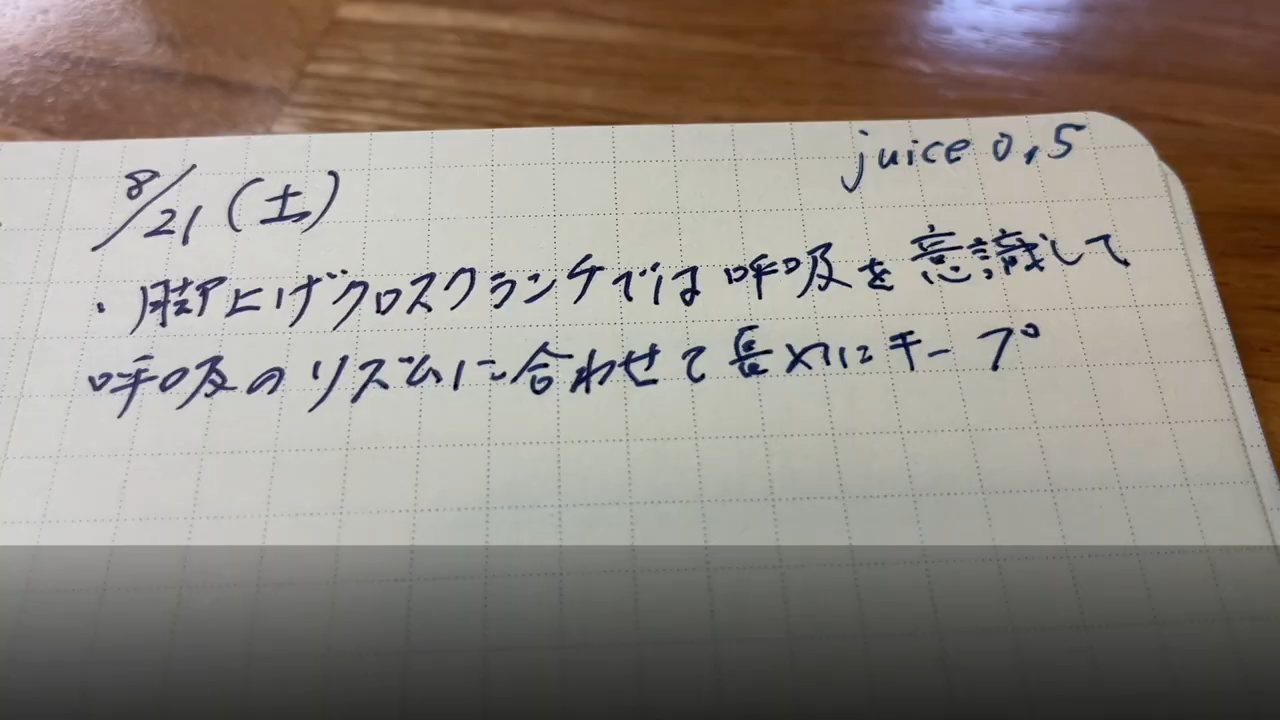 juice 0.5
8/21(土)
・脚上げクロスクランチでは呼吸を意識して
呼吸のリズムに合わせて長めにキープ